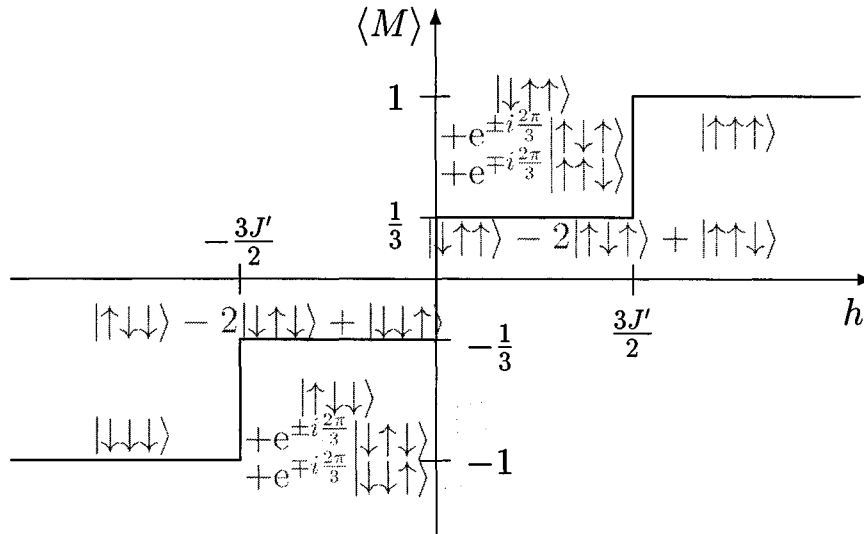 ⟨M⟩
|↓↑↑⟩
1
+e^{±i 2π/3}|↑↓↑⟩
|↑↑↑⟩
+e^{∓i 2π/3}|↑↑↓⟩
1/3
|↓↑↑⟩ − 2|↑↓↑⟩ + |↑↑↓⟩
−3J′/2
|↑↓↓⟩ − 2|↓↑↓⟩ + |↓↓↑⟩
3J′/2
h
−1/3
|↑↓↓⟩
|↓↓↓⟩
+e^{±i 2π/3}|↓↑↓⟩
+e^{∓i 2π/3}|↓↓↑⟩
−1